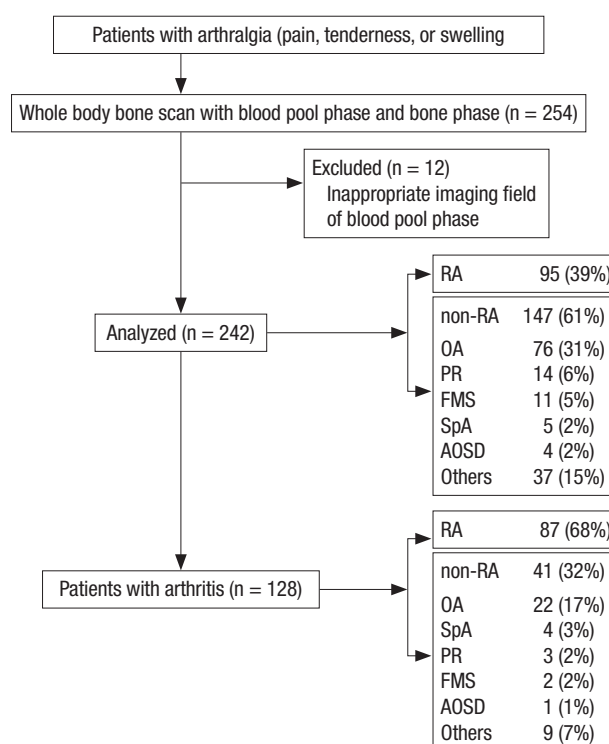 Patients with arthralgia (pain, tenderness, or swelling
Whole body bone scan with blood pool phase and bone phase (n = 254)
Excluded (n = 12)
Inappropriate imaging field
of blood pool phase
Analyzed (n = 242)
RA 95 (39%)
non-RA 147 (61%)
OA 76 (31%)
PR 14 (6%)
FMS 11 (5%)
SpA 5 (2%)
AOSD 4 (2%)
Others 37 (15%)
Patients with arthritis (n = 128)
RA 87 (68%)
non-RA 41 (32%)
OA 22 (17%)
SpA 4 (3%)
PR 3 (2%)
FMS 2 (2%)
AOSD 1 (1%)
Others 9 (7%)